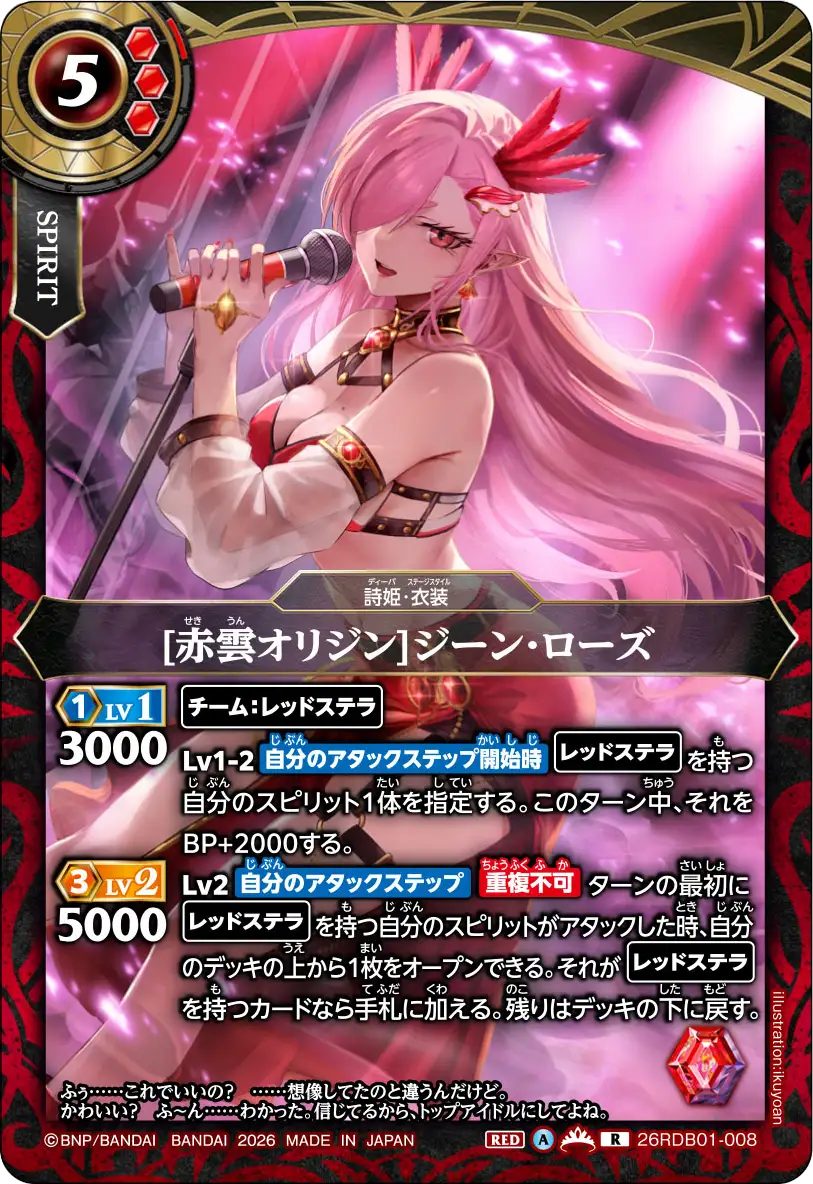 5
SPIRIT
詩姫・衣装
ディーバ ステージスタイル
[赤雲オリジン]ジーン・ローズ
せき うん
1 LV1
3000
チーム:レッドステラ
Lv1-2 自分のアタックステップ開始時 レッドステラ を持つ
自分のスピリット1体を指定する。このターン中、それを
BP+2000する。
3 LV2
5000
Lv2 自分のアタックステップ 重複不可 ターンの最初に
レッドステラ を持つ自分のスピリットがアタックした時、自分
のデッキの上から1枚をオープンできる。それが レッドステラ
を持つカードなら手札に加える。残りはデッキの下に戻す。
ふぅ……これでいいの? ……想像してたのと違うんだけど。
かわいい? ふ〜ん……わかった。信じてるから、トップアイドルにしてよね。
illustration:ikuyoan
©BNP/BANDAI BANDAI 2026 MADE IN JAPAN
RED A R 26RDB01-008